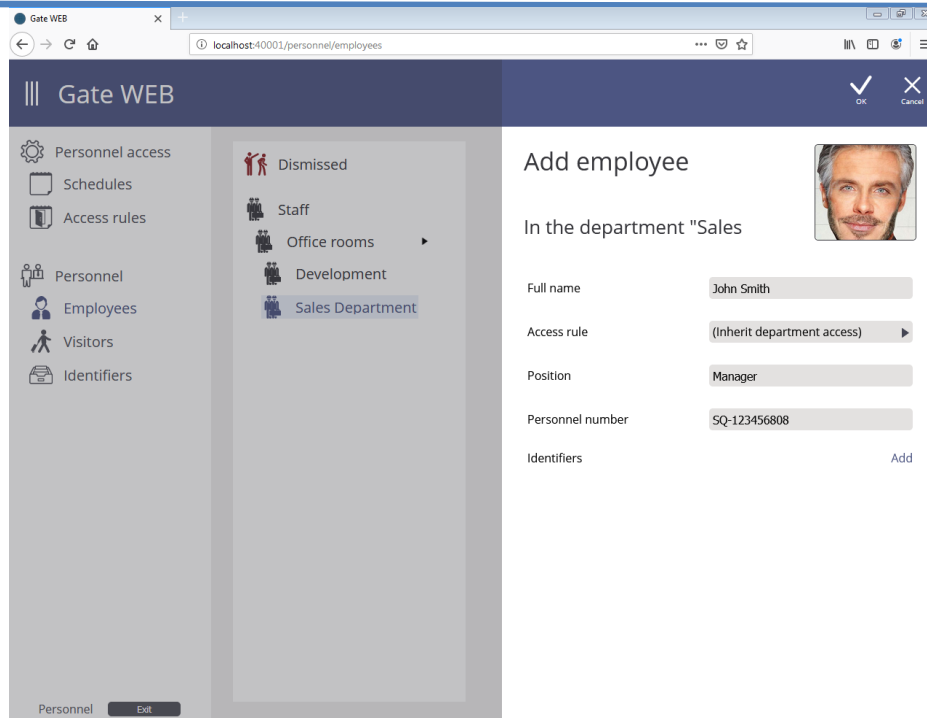 Gate WEB
localhost:40001/personnel/employees
Gate WEB
OK
Cancel
Personnel access
Schedules
Access rules
Personnel
Employees
Visitors
Identifiers
Personnel
Exit
Dismissed
Staff
Office rooms
Development
Sales Department
Add employee
In the department "Sales
Full name John Smith
Access rule (Inherit department access)
Position Manager
Personnel number SQ-123456808
Identifiers Add